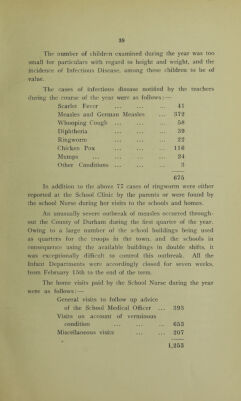 39
The number of children examined during the year was too
small for particulars with regard to height and weight, and the
incidence of Infectious Disease, among these children to be of
value.
The cases of infectious disease notified by the teachers
during the course of the year were as follows:—
Scarlet Fever ... ... 41
Measles and German Measles ... 372
Whooping Cough ... ... ... 58
Diphtheria ... ... 39
Ringworm ... ... 22
Chicken Pox ... ... 116
Mumps ... ... ... 24
Other Conditions ... ... 3
675
In addition to the above 77 cases of ringworm were either
reported at the School Clinic by the parents or were found by
the school Nurse during her visits to the schools and homes.
An unusually severe outbreak of measles occurred through-
out the County of Durham during the first quarter of the year.
Owing to a large number of the school buildings being used
as quarters for the troops in the town, and the schools in
consequence using the available buildings in double shifts, it
was exceptionally difficult to control this outbreak. All the
Infant Departments were accordingly closed for seven weeks,
from February 15th to the end of the term.
The home visits paid by the School Nurse during the year
were as follows:—
General visits to follow up advice
of the School Medical Officer ... 393
Visits on account of verminous
condition ... ... ... 653
Miscellaneous visits ... ... 207
1,253